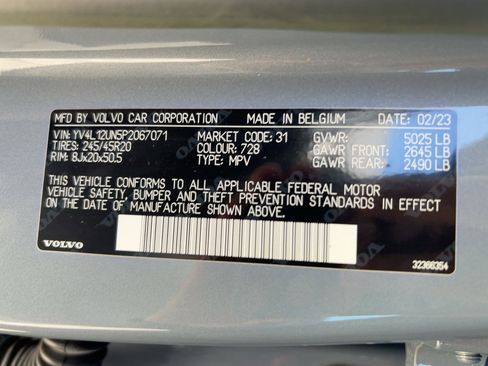 MFD BY VOLVO CAR CORPORATION MADE IN BELGIUM DATE: 02/23
VIN: YV4L12UN5P2067071 MARKET CODE: 31 GVWR: 5025 LB
TIRES: 245/45R20 COLOUR: 728 GAWR FRONT: 2645 LB
RIM: 8Jx20x50.5 TYPE: MPV GAWR REAR: 2490 LB
THIS VEHICLE CONFORMS TO ALL APPLICABLE FEDERAL MOTOR
VEHICLE SAFETY, BUMPER AND THEFT PREVENTION STANDARDS IN EFFECT
ON THE DATE OF MANUFACTURE SHOWN ABOVE.
VOLVO
32366354